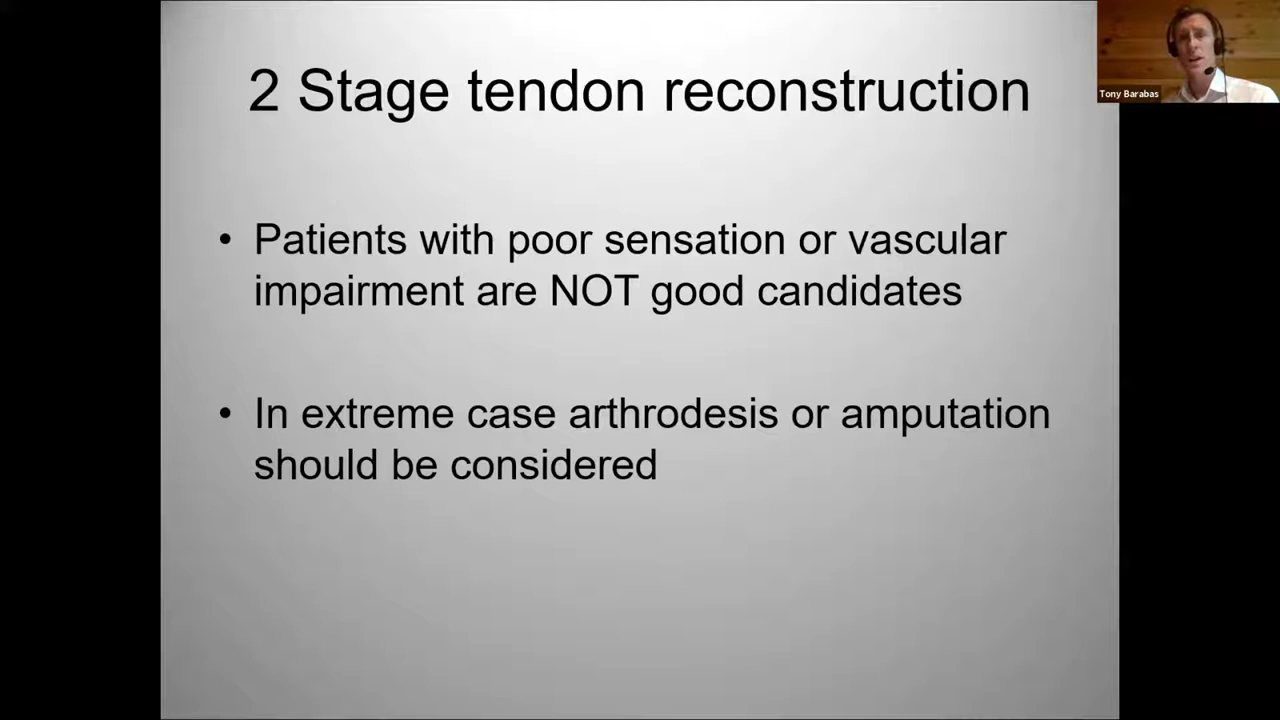 2 Stage tendon reconstruction
Tony Barabas
• Patients with poor sensation or vascular
impairment are NOT good candidates
• In extreme case arthrodesis or amputation
should be considered